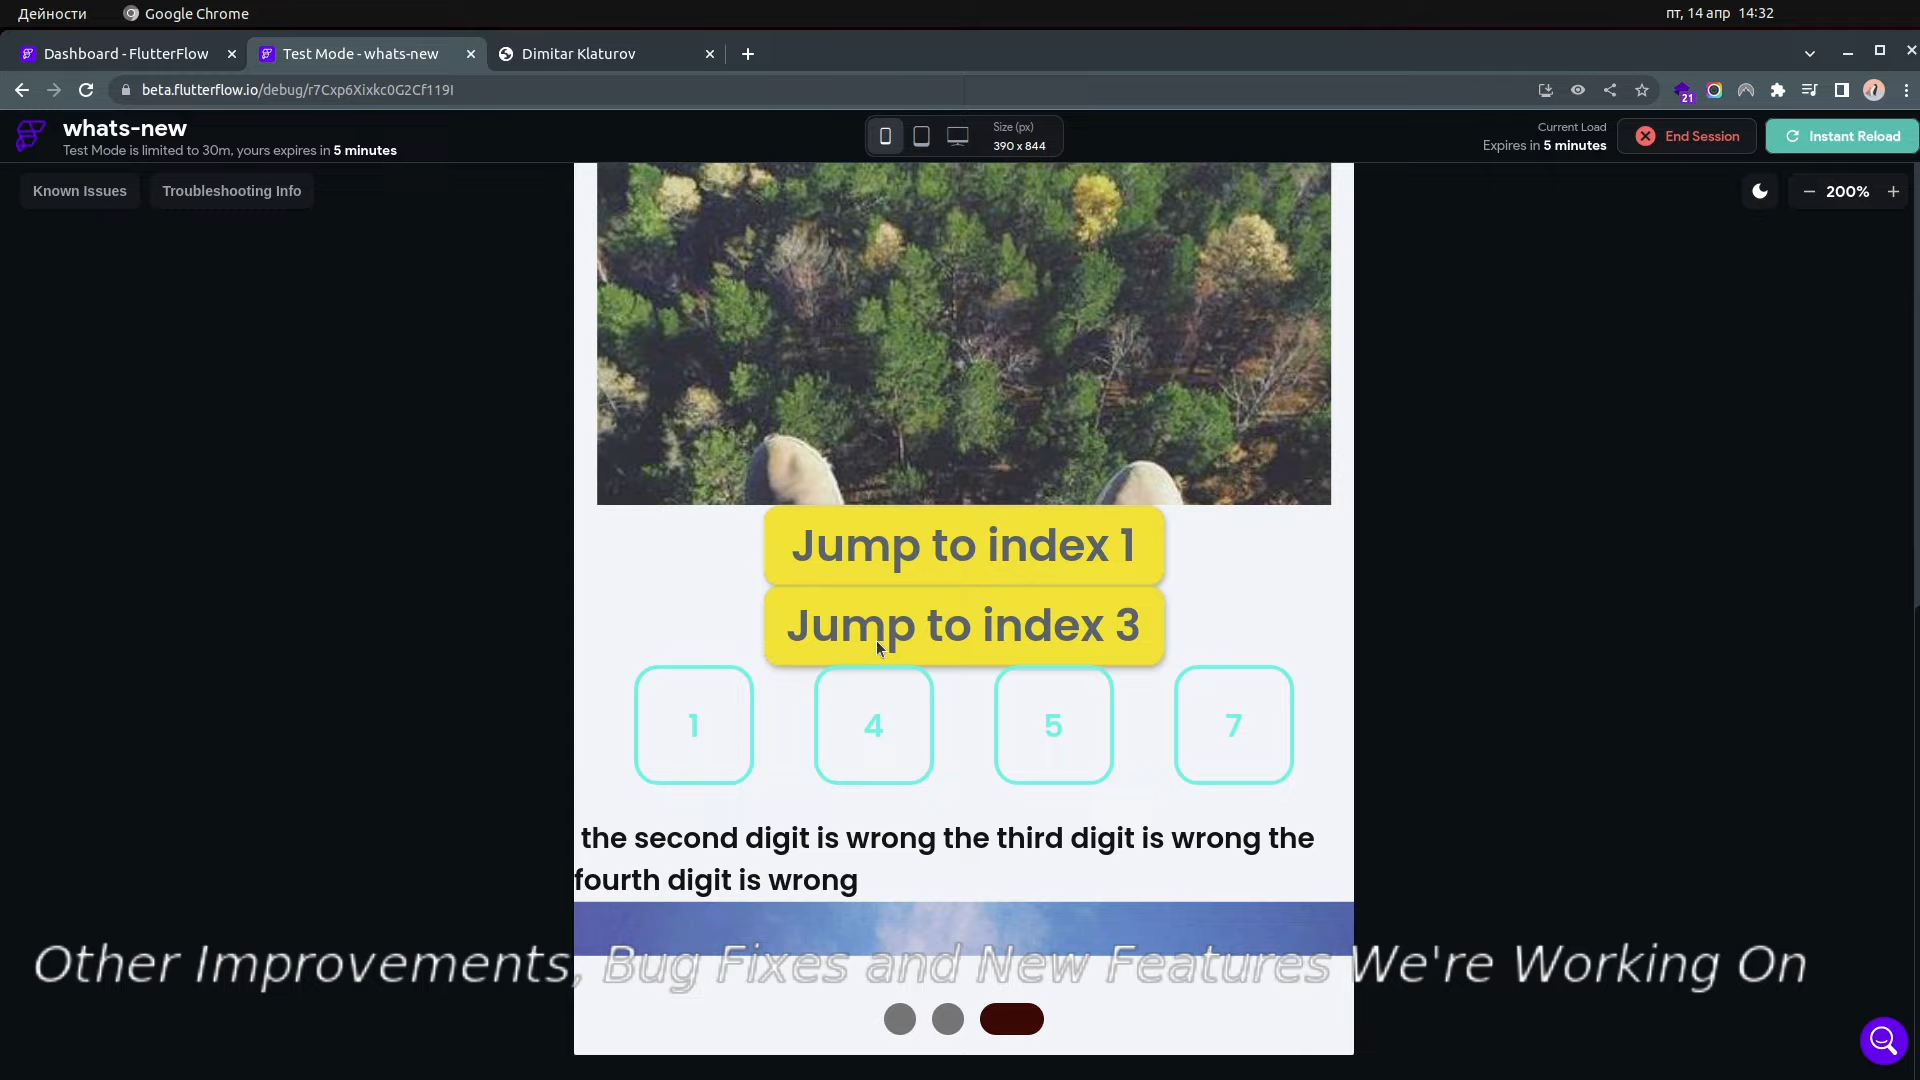 Дейности
Google Chrome
пт, 14 апр 14:32
Dashboard - FlutterFlow
Test Mode - whats-new
Dimitar Klaturov
beta.flutterflow.io/debug/r7Cxp6Xixkc0G2Cf119I
21
whats-new
Test Mode is limited to 30m, yours expires in 5 minutes
Size (px)
390 x 844
Current Load
Expires in 5 minutes
End Session
Instant Reload
Known Issues
Troubleshooting Info
200%
Jump to index 1
Jump to index 3
1 4 5 7
the second digit is wrong the third digit is wrong the
fourth digit is wrong
Other Improvements, Bug Fixes and New Features We're Working On